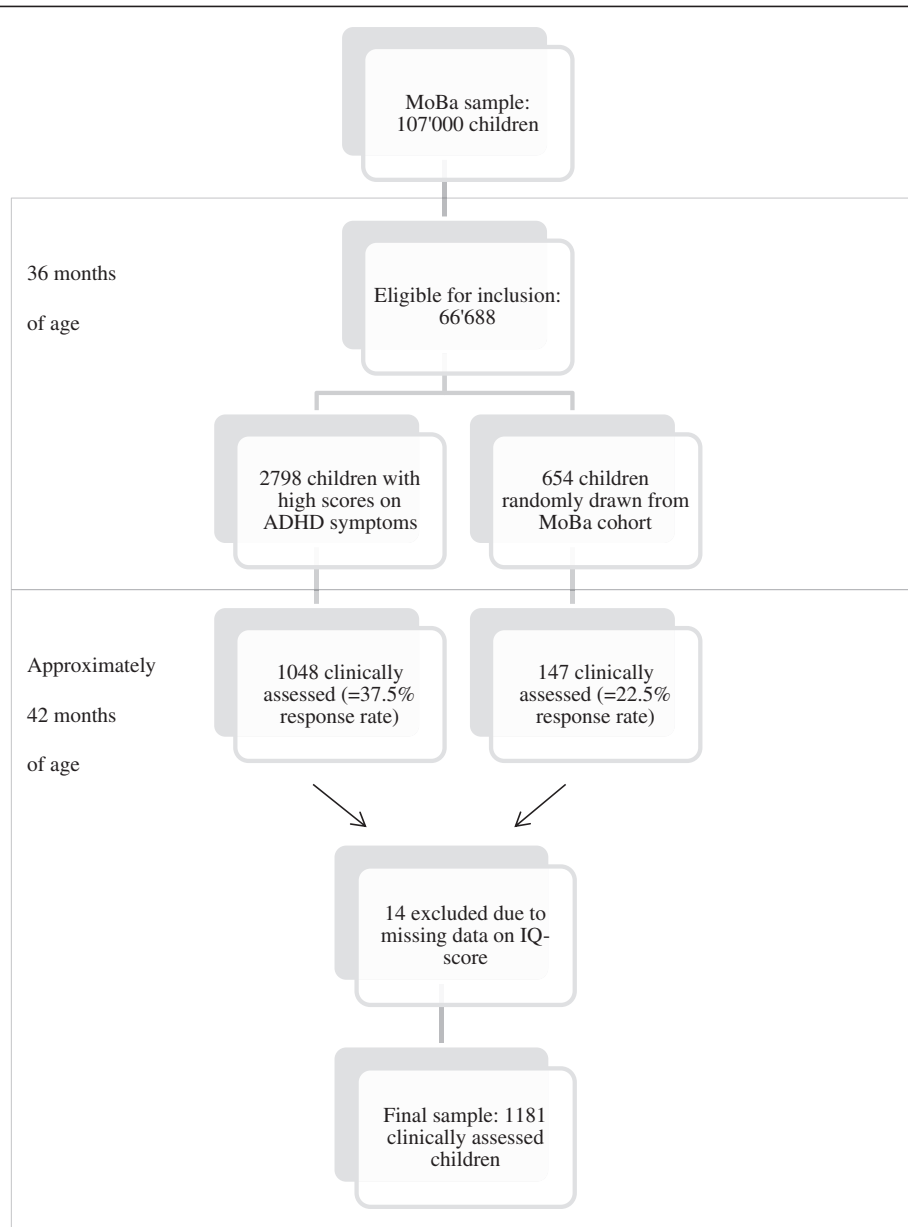 MoBa sample:
107'000 children
36 months
of age
Eligible for inclusion:
66'688
2798 children with
high scores on
ADHD symptoms
654 children
randomly drawn from
MoBa cohort
Approximately
42 months
of age
1048 clinically
assessed (=37.5%
response rate)
147 clinically
assessed (=22.5%
response rate)
14 excluded due to
missing data on IQ-
score
Final sample: 1181
clinically assessed
children